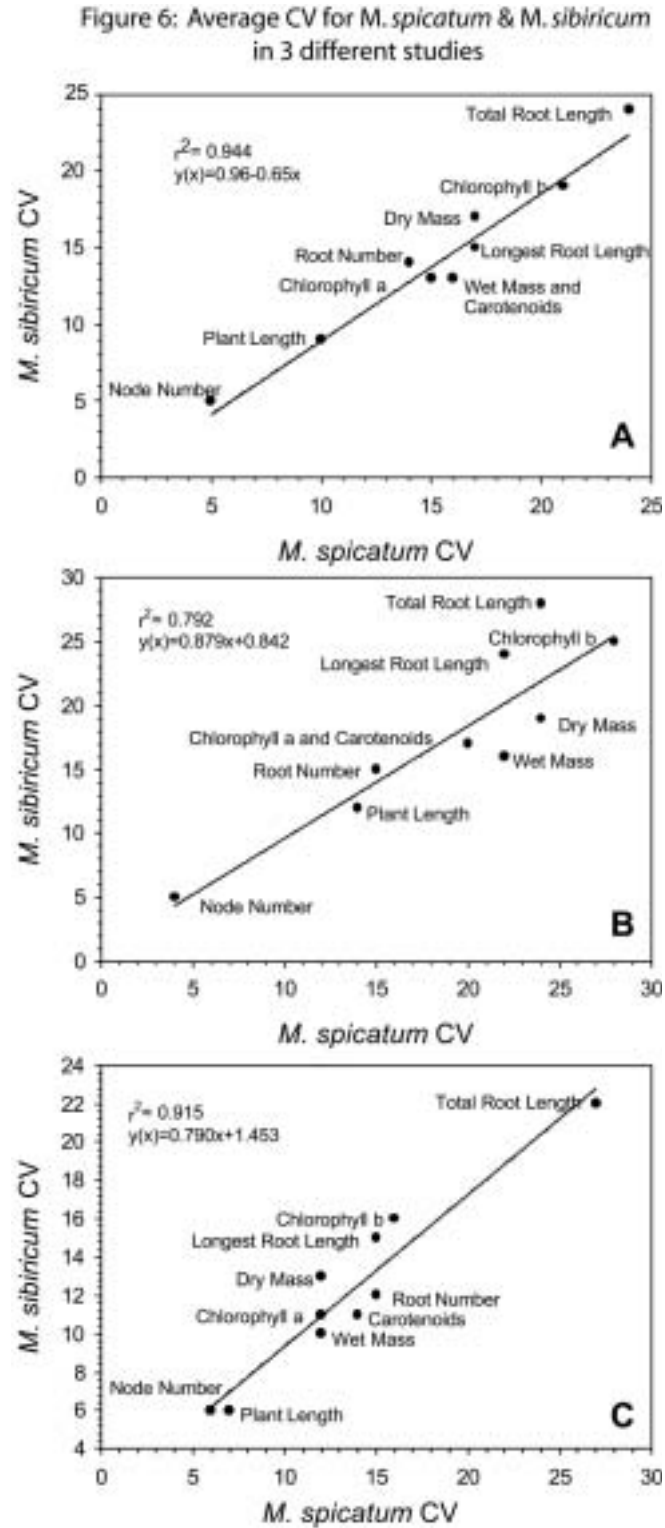 Figure 6: Average CV for M. spicatum & M. sibiricum
in 3 different studies
25
20
15
10
5
0
M. sibiricum CV
r²= 0.944
y(x)=0.96-0.65x
Total Root Length
Chlorophyll b
Dry Mass
Root Number
Longest Root Length
Chlorophyll a
Wet Mass and
Carotenoids
Plant Length
Node Number
A
0 5 10 15 20 25
M. spicatum CV
30
25
20
15
10
5
0
M. sibiricum CV
r²= 0.792
y(x)=0.879x+0.842
Total Root Length
Chlorophyll b
Longest Root Length
Dry Mass
Chlorophyll a and Carotenoids
Wet Mass
Root Number
Plant Length
Node Number
B
0 5 10 15 20 25 30
M. spicatum CV
24
22
20
18
16
14
12
10
8
6
4
M. sibiricum CV
r²= 0.915
y(x)=0.790x+1.453
Total Root Length
Chlorophyll b
Longest Root Length
Dry Mass
Root Number
Chlorophyll a
Carotenoids
Wet Mass
Node Number
Plant Length
C
0 5 10 15 20 25 30
M. spicatum CV